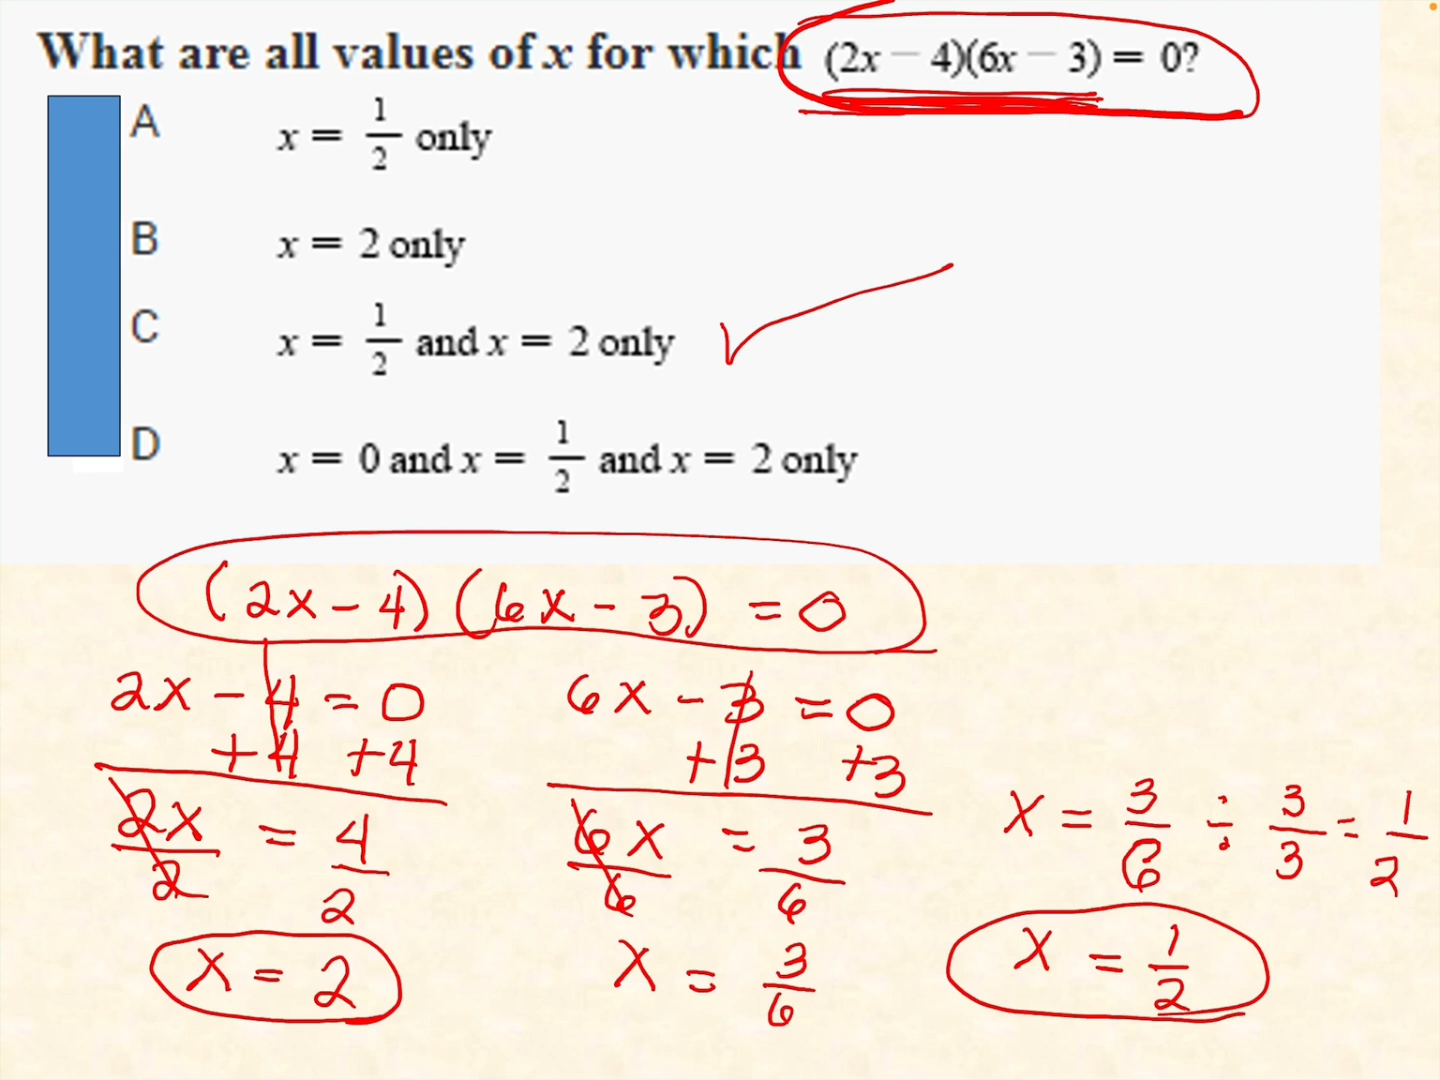 What are all values of x for which (2x − 4)(6x − 3) = 0?
A x = 1/2 only
B x = 2 only
C x = 1/2 and x = 2 only
D x = 0 and x = 1/2 and x = 2 only
(2x - 4) (6x - 3) = 0
2x - 4 = 0 6x - 3 = 0
+4 +4 +3 +3
2x/2 = 4/2 6x/6 = 3/6 x = 3/6 ÷ 3/3 = 1/2
x = 2 x = 3/6 x = 1/2